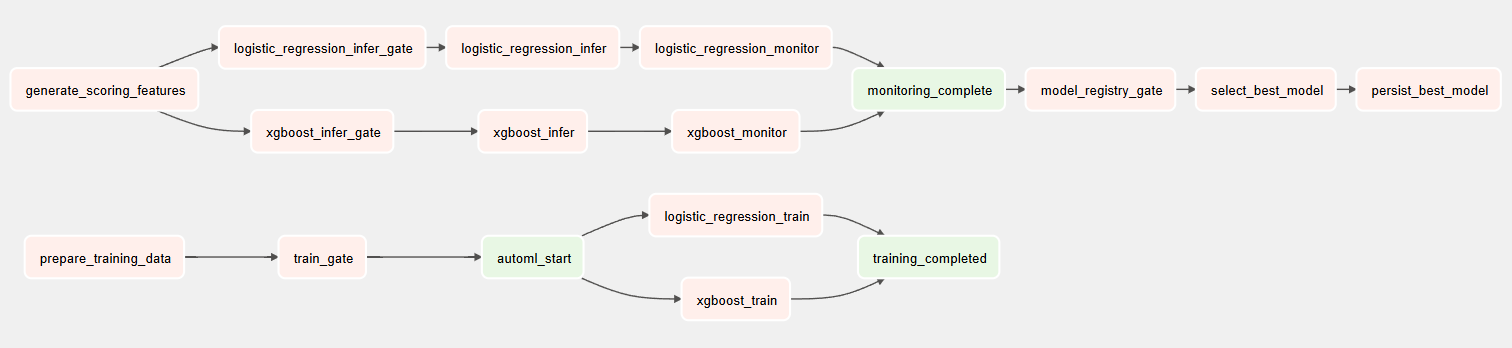 logistic_regression_infer_gate
logistic_regression_infer
logistic_regression_monitor
generate_scoring_features
monitoring_complete
model_registry_gate
select_best_model
persist_best_model
xgboost_infer_gate
xgboost_infer
xgboost_monitor
logistic_regression_train
prepare_training_data
train_gate
automl_start
training_completed
xgboost_train